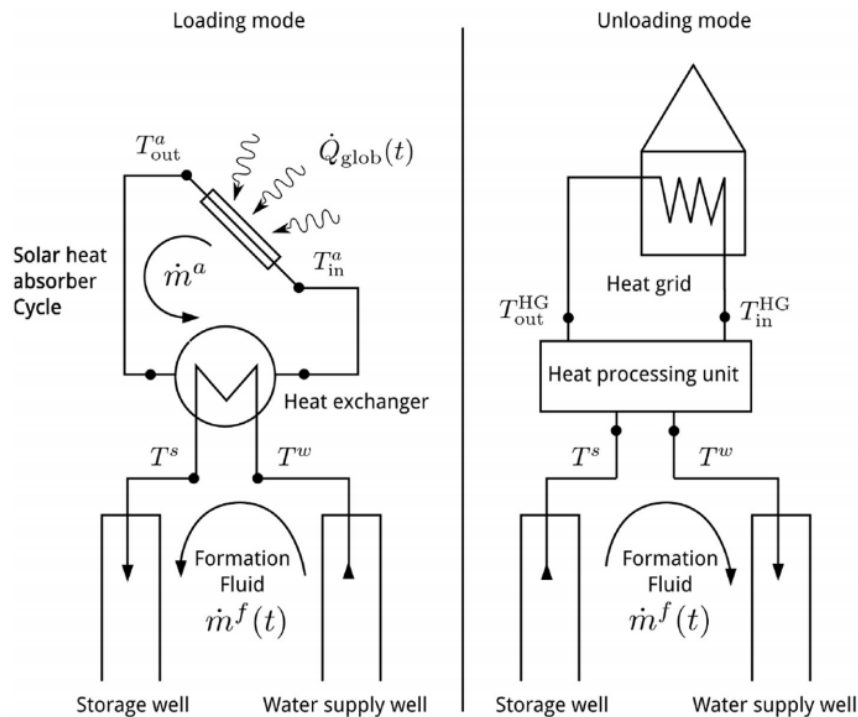 Loading mode
T^a_out
Q̇_glob(t)
Solar heat
absorber
Cycle
ṁ^a
T^a_in
Heat exchanger
T^s
T^w
Formation
Fluid
ṁ^f(t)
Storage well
Water supply well
Unloading mode
Heat grid
T^HG_out
T^HG_in
Heat processing unit
T^s
T^w
Formation
Fluid
ṁ^f(t)
Storage well
Water supply well